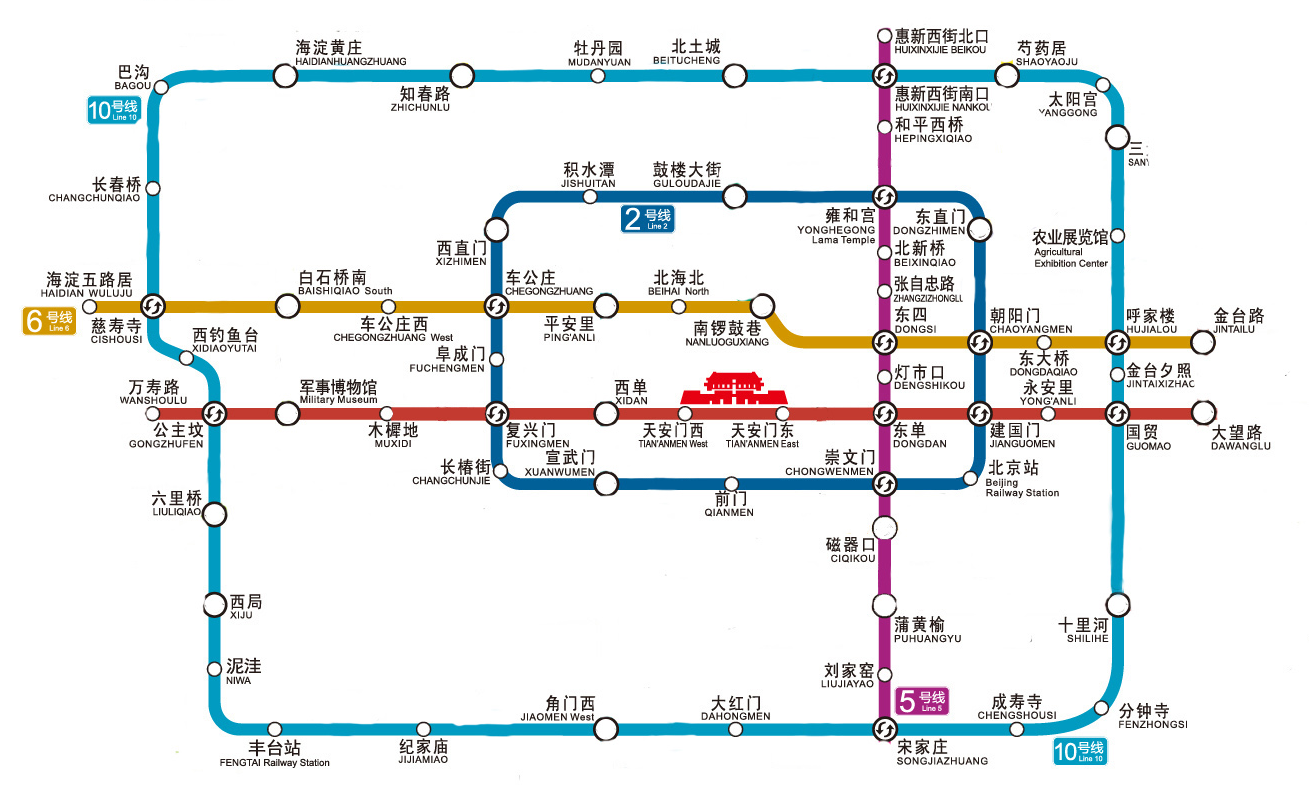 惠新西街北口
HUIXINXIJIE BEIKOU
海淀黄庄
HAIDIANHUANGZHUANG
牡丹园
MUDANYUAN
北土城
BEITUCHENG
芍药居
SHAOYAOJU
巴沟
BAGOU
知春路
ZHICHUNLU
惠新西街南口
HUIXINXIJIE NANKOU
太阳宫
YANGGONG
10号线
Line 10
和平西桥
HEPINGXIQIAO
三
SAN
长春桥
CHANGCHUNQIAO
积水潭
JISHUITAN
鼓楼大街
GULOUDAJIE
2号线
Line 2
雍和宫
YONGHEGONG
Lama Temple
东直门
DONGZHIMEN
西直门
XIZHIMEN
北新桥
BEIXINQIAO
农业展览馆
Agricultural
Exhibition Center
海淀五路居
HAIDIAN WULUJU
白石桥南
BAISHIQIAO South
车公庄
CHEGONGZHUANG
北海北
BEIHAI North
张自忠路
ZHANGZIZHONGLL
6号线
Line 6
慈寿寺
CISHOUSI
西钓鱼台
XIDIAOYUTAI
车公庄西
CHEGONGZHUANG West
平安里
PING'ANLI
南锣鼓巷
NANLUOGUXIANG
东四
DONGSI
朝阳门
CHAOYANGMEN
呼家楼
HUJIALOU
金台路
JINTAILU
阜成门
FUCHENGMEN
东大桥
DONGDAQIAO
灯市口
DENGSHIKOU
金台夕照
JINTAIXIZHAC
万寿路
WANSHOULU
军事博物馆
Military Museum
西单
XIDAN
永安里
YONG'ANLI
公主坟
GONGZHUFEN
木樨地
MUXIDI
复兴门
FUXINGMEN
天安门西
TIAN'ANMEN West
天安门东
TIAN'ANMEN East
东单
DONGDAN
建国门
JIANGUOMEN
国贸
GUOMAO
大望路
DAWANGLU
长椿街
CHANGCHUNJIE
宣武门
XUANWUMEN
崇文门
CHONGWENMEN
北京站
Beijing
Railway Station
前门
QIANMEN
六里桥
LIULIQIAO
磁器口
CIQIKOU
西局
XIJU
蒲黄榆
PUHUANGYU
十里河
SHILIHE
泥洼
NIWA
刘家窑
LIUJIAYAO
5号线
Line 5
角门西
JIAOMEN West
大红门
DAHONGMEN
成寿寺
CHENGSHOUSI
分钟寺
FENZHONGSI
丰台站
FENGTAI Railway Station
纪家庙
JIJIAMIAO
宋家庄
SONGJIAZHUANG
10号线
Line 10